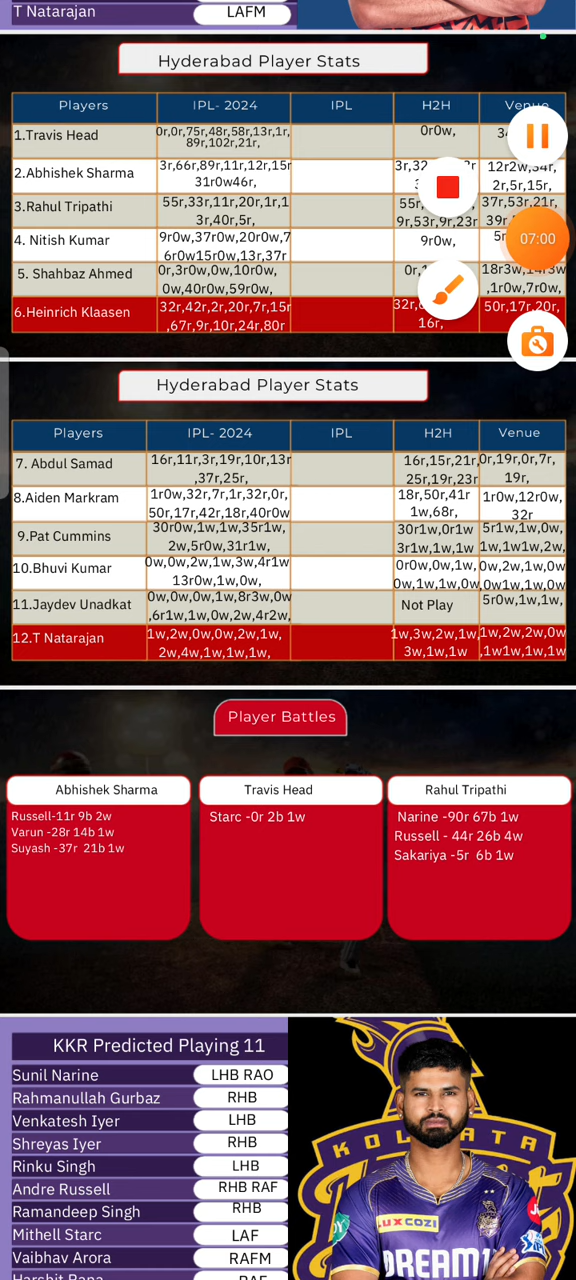 T Natarajan LAFM
Hyderabad Player Stats
Players IPL- 2024 IPL H2H Venue
1.Travis Head 0r,0r,75r,48r,58r,13r,1r, 0r0w,
89r,102r,21r,
2.Abhishek Sharma 3r,66r,89r,11r,12r,15r
31r0w46r, 2r,5r,15r,
3.Rahul Tripathi 55r,33r,11r,20r,1r,1 37r,53r,21r,
3r,40r,5r, 9r,53r,9r,23r
4. Nitish Kumar 9r0w,37r0w,20r0w,7 9r0w,
6r0w15r0w,13r,37r
5. Shahbaz Ahmed 0r,3r0w,0w,10r0w,
0w,40r0w,59r0w, ,1r0w,7r0w,
6.Heinrich Klaasen 32r,42r,2r,20r,7r,15r 50r,17r,20r,
,67r,9r,10r,24r,80r 16r,
07:00
Hyderabad Player Stats
Players IPL- 2024 IPL H2H Venue
7. Abdul Samad 16r,11r,3r,19r,10r,13r 16r,15r,21r, 0r,19r,0r,7r,
,37r,25r, 25r,19r,23r 19r,
8.Aiden Markram 1r0w,32r,7r,1r,32r,0r, 18r,50r,41r 1r0w,12r0w,
50r,17r,42r,18r,40r0w 1w,68r, 32r
9.Pat Cummins 30r0w,1w,1w,35r1w, 30r1w,0r1w 5r1w,1w,0w,
2w,5r0w,31r1w, 3r1w,1w,1w 1w,1w1w,2w,
10.Bhuvi Kumar 0w,0w,2w,1w,3w,4r1w 0r0w,0w,1w, 0w,2w,1w,0w
13r0w,1w,0w, 0w,1w,1w,0w 0w1w,1w,0w
11.Jaydev Unadkat 0w,0w,0w,1w,8r3w,0w Not Play 5r0w,1w,1w,
,6r1w,1w,0w,2w,4r2w,
12.T Natarajan 1w,2w,0w,0w,2w,1w, 1w,3w,2w,1w, 1w,2w,2w,0w
2w,4w,1w,1w,1w, 3w,1w,1w ,1w1w,1w,1w
Player Battles
Abhishek Sharma Travis Head Rahul Tripathi
Russell-11r 9b 2w Starc -0r 2b 1w Narine -90r 67b 1w
Varun -28r 14b 1w Russell - 44r 26b 4w
Suyash -37r 21b 1w Sakariya -5r 6b 1w
KKR Predicted Playing 11
Sunil Narine LHB RAO
Rahmanullah Gurbaz RHB
Venkatesh Iyer LHB
Shreyas Iyer RHB
Rinku Singh LHB
Andre Russell RHB RAF
Ramandeep Singh RHB
Mithell Starc LAF
Vaibhav Arora RAFM
Harshit Rana RAF
LUXCOZI
DREAM11